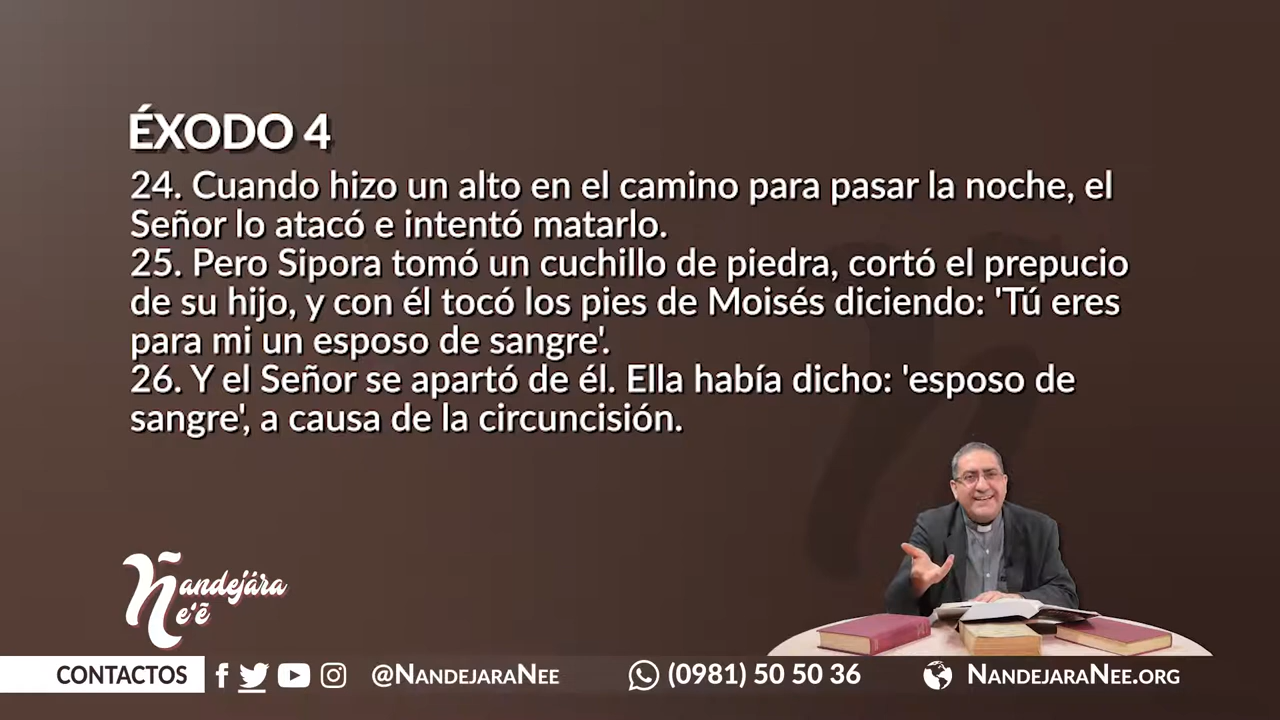 ÉXODO 4
24. Cuando hizo un alto en el camino para pasar la noche, el
Señor lo atacó e intentó matarlo.
25. Pero Sipora tomó un cuchillo de piedra, cortó el prepucio
de su hijo, y con él tocó los pies de Moisés diciendo: 'Tú eres
para mi un esposo de sangre'.
26. Y el Señor se apartó de él. Ella había dicho: 'esposo de
sangre', a causa de la circuncisión.
Ñandejára
e'ẽ
CONTACTOS
@NANDEJARANEE
(0981) 50 50 36
NANDEJARANEE.ORG